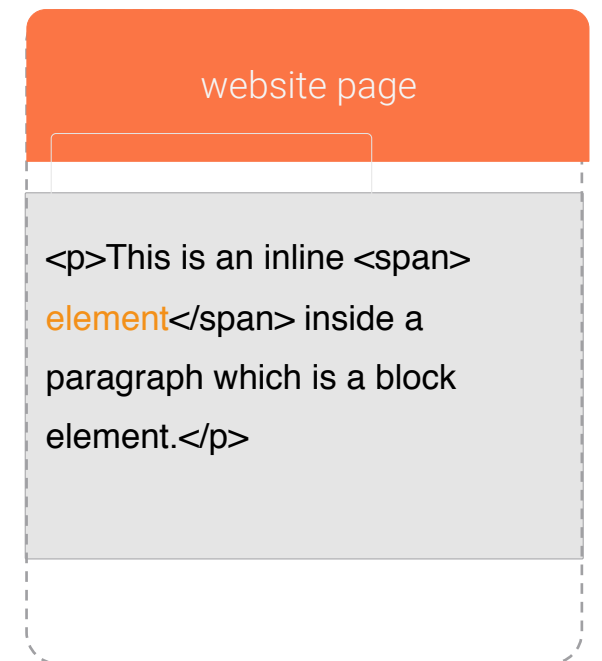 website page
<p>This is an inline <span>
element</span> inside a
paragraph which is a block
element.</p>